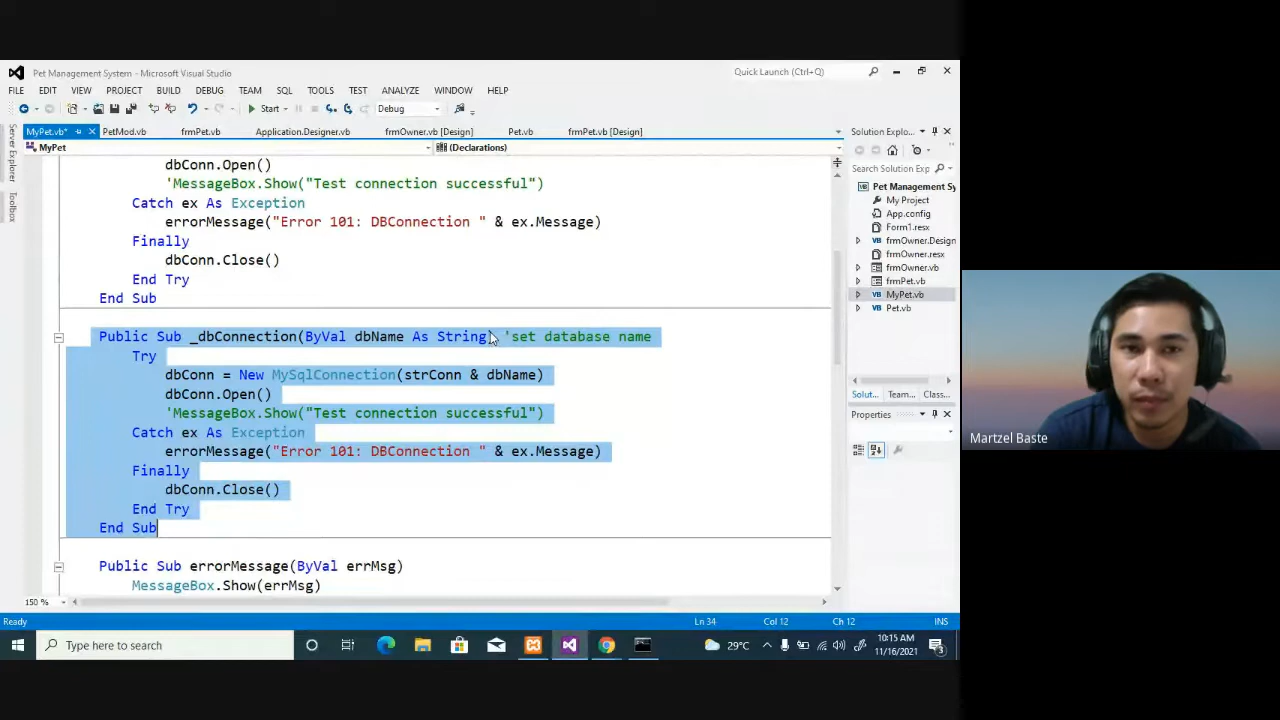 Pet Management System - Microsoft Visual Studio
Quick Launch (Ctrl+Q)
FILE EDIT VIEW PROJECT BUILD DEBUG TEAM SQL TOOLS TEST ANALYZE WINDOW HELP
Start Debug
MyPet.vb* PetMod.vb frmPet.vb Application.Designer.vb frmOwner.vb [Design] Pet.vb frmPet.vb [Design]
MyPet (Declarations)
Server Explorer
Toolbox
dbConn.Open()
'MessageBox.Show("Test connection successful")
Catch ex As Exception
errorMessage("Error 101: DBConnection " & ex.Message)
Finally
dbConn.Close()
End Try
End Sub
Public Sub _dbConnection(ByVal dbName As String) 'set database name
Try
dbConn = New MySqlConnection(strConn & dbName)
dbConn.Open()
'MessageBox.Show("Test connection successful")
Catch ex As Exception
errorMessage("Error 101: DBConnection " & ex.Message)
Finally
dbConn.Close()
End Try
End Sub
Public Sub errorMessage(ByVal errMsg)
MessageBox.Show(errMsg)
150 %
Solution Explo...
Search Solution Exp
Pet Management Sy
My Project
App.config
Form1.resx
frmOwner.Design
frmOwner.resx
frmOwner.vb
frmPet.vb
MyPet.vb
Pet.vb
Solut... Team... Class...
Properties
Ready Ln 34 Col 12 Ch 12 INS
Type here to search
29°C
10:15 AM
11/16/2021
3
Martzel Baste